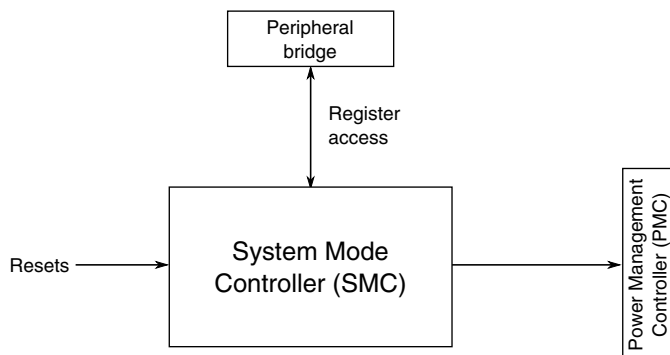 Peripheral
bridge
Register
access
Resets
System Mode
Controller (SMC)
Power Management
Controller (PMC)